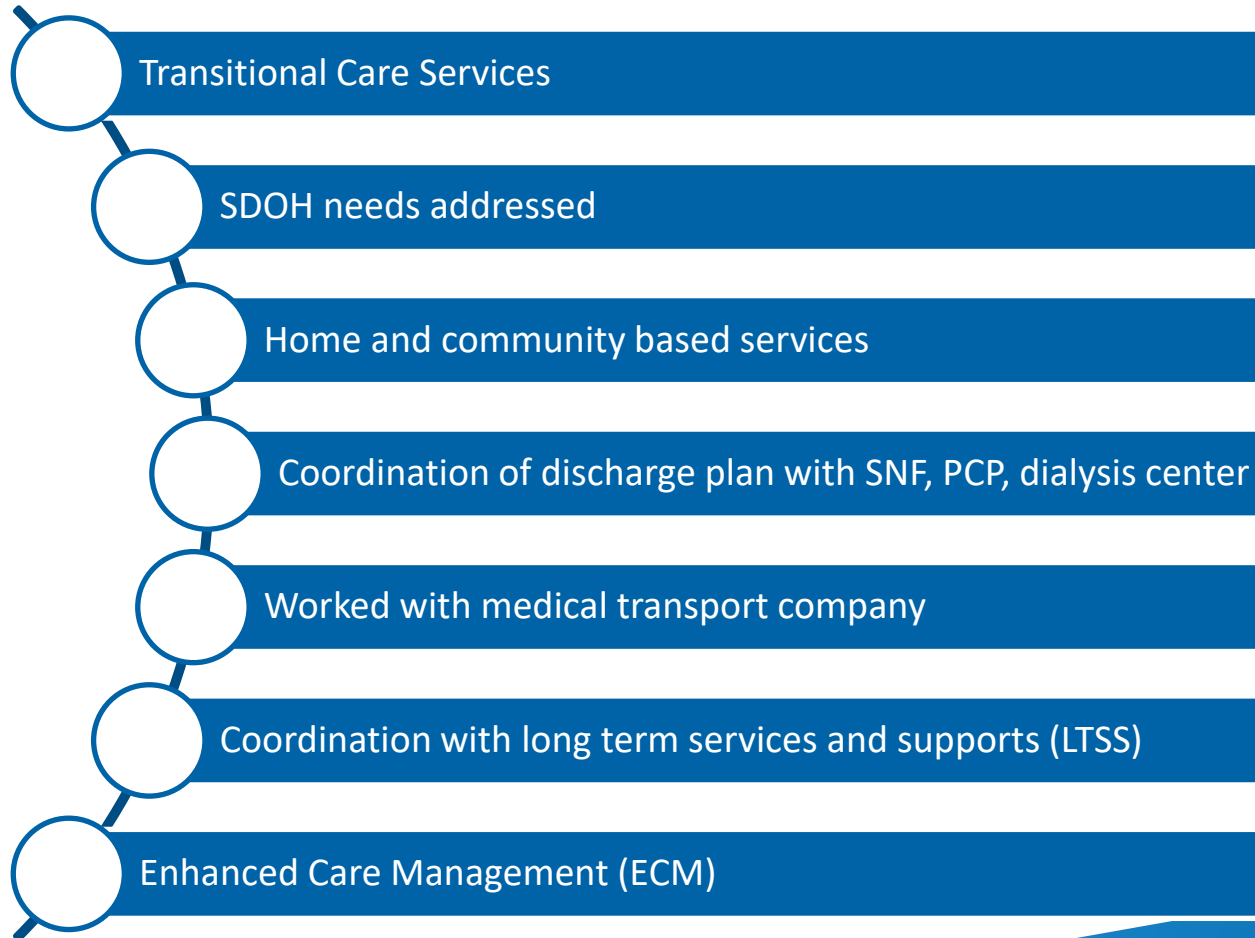 Transitional Care Services
SDOH needs addressed
Home and community based services
Coordination of discharge plan with SNF, PCP, dialysis center
Worked with medical transport company
Coordination with long term services and supports (LTSS)
Enhanced Care Management (ECM)